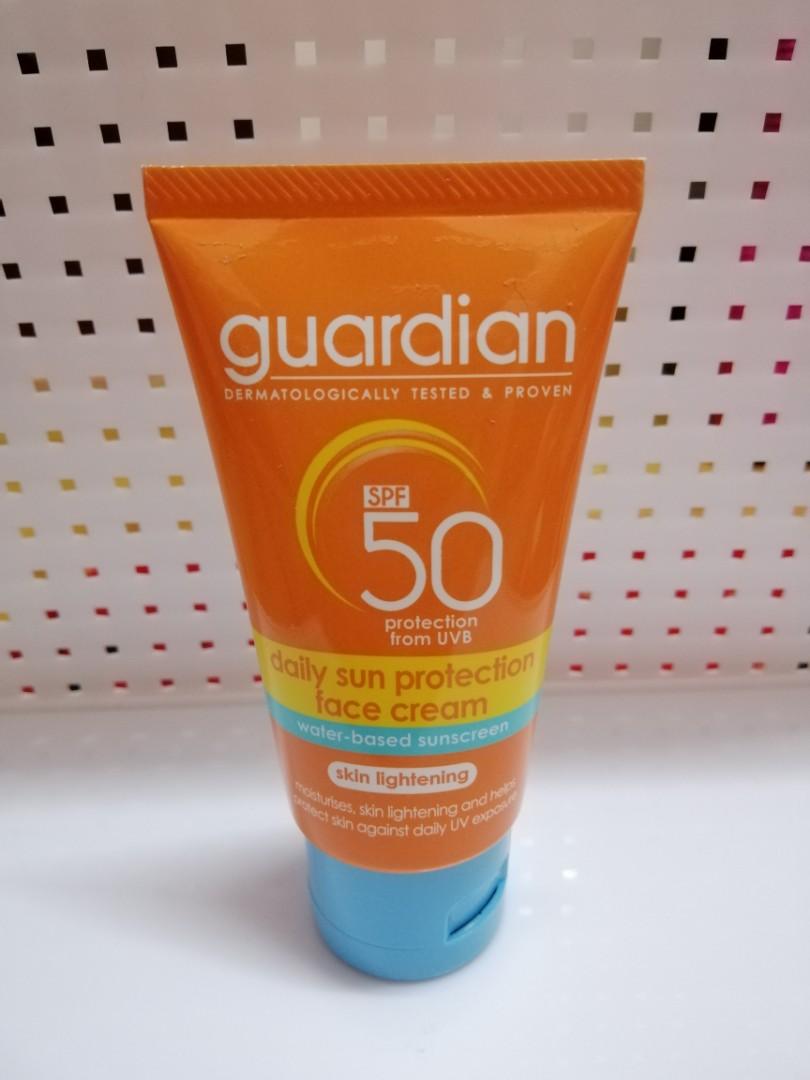 guardian
DERMATOLOGICALLY TESTED & PROVEN
SPF
50
protection
from UVB
daily sun protection
face cream
water-based sunscreen
skin lightening
moisturises, skin lightening and helps
protect skin against daily UV exposure